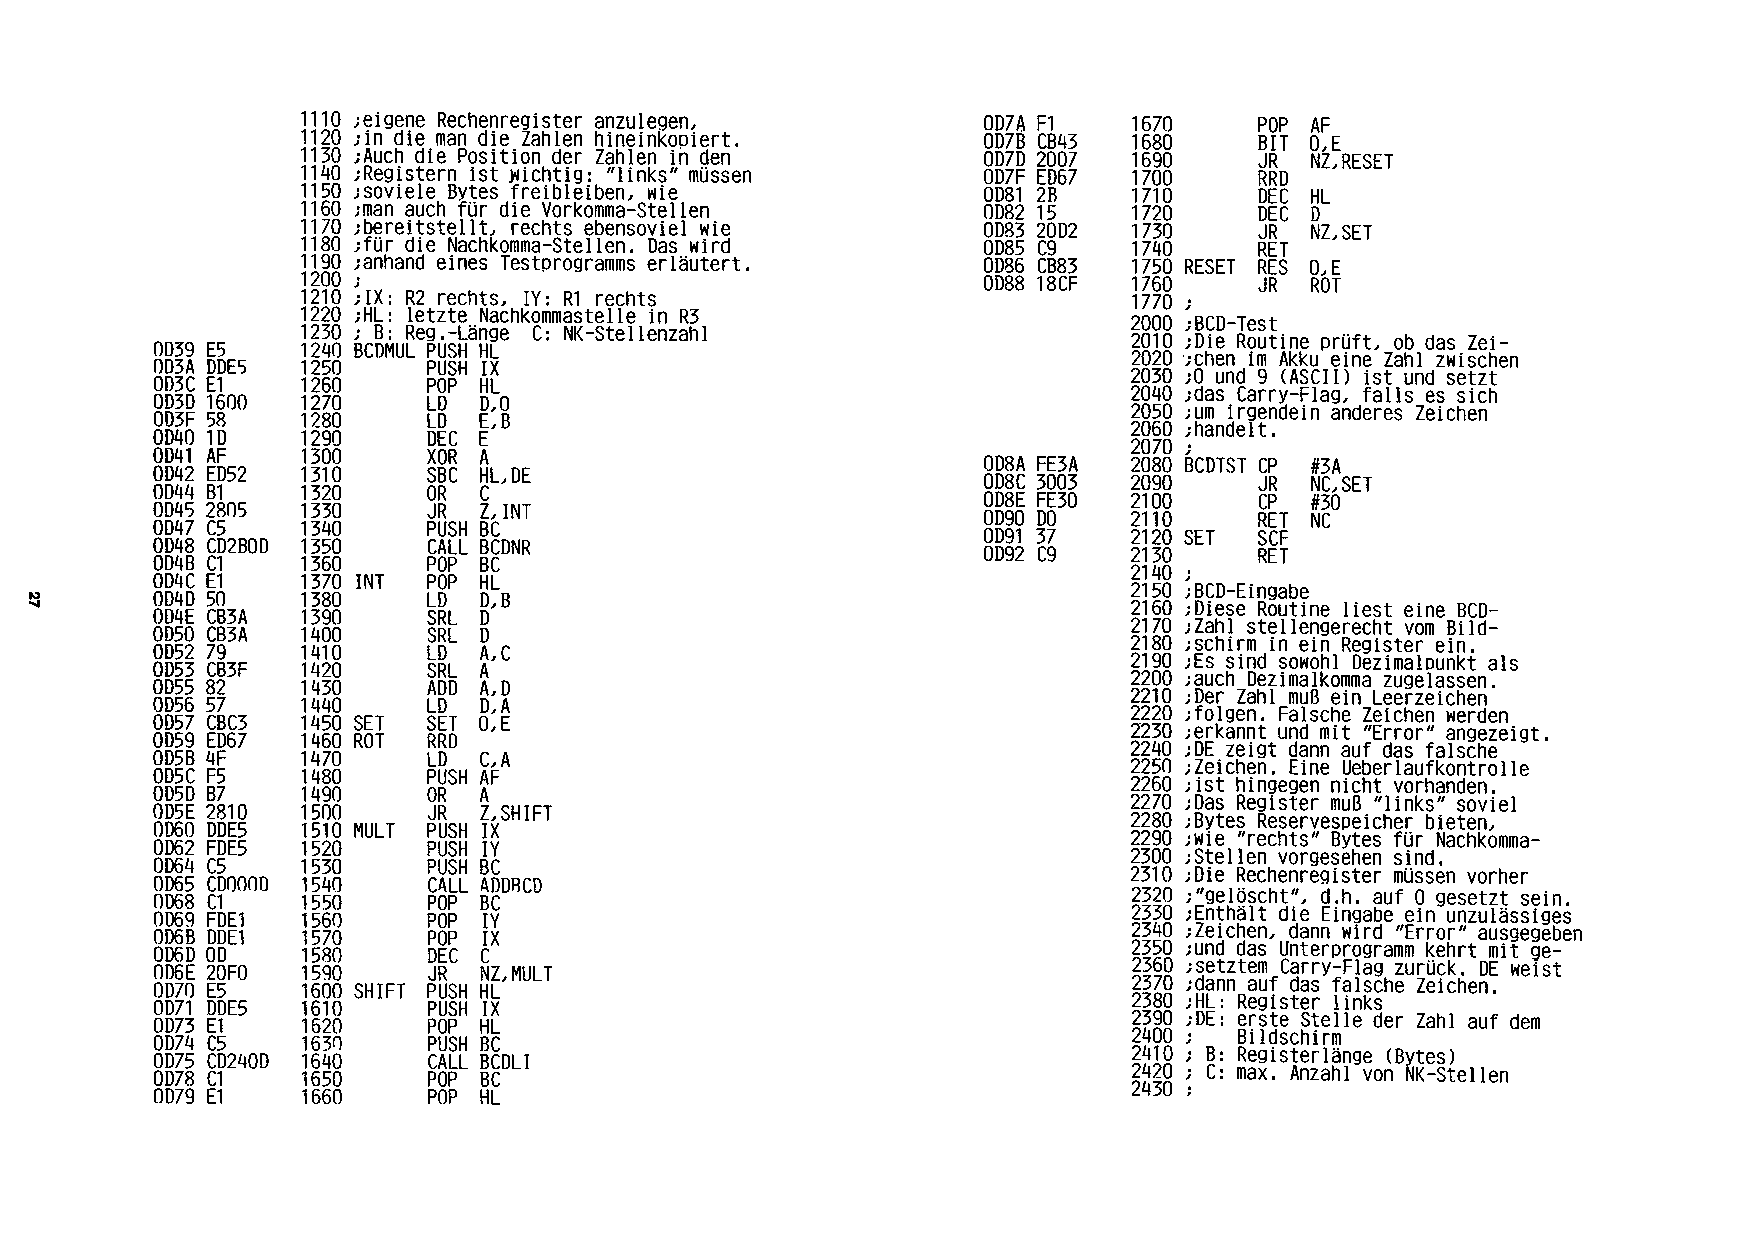 1110 ;eigene Rechenregister anzulegen,
1120 ;in die man die Zahlen hineinkopiert.
1130 ;Auch die Position der Zahlen in den
1140 ;Registern ist wichtig: "links" müssen
1150 ;soviele Bytes freibleiben, wie
1160 ;man auch für die Vorkomma-Stellen
1170 ;bereitstellt, rechts ebensoviel wie
1180 ;für die Nachkomma-Stellen. Das wird
1190 ;anhand eines Testprogramms erläutert.
1200 ;
1210 ;IX: R2 rechts, IY: R1 rechts
1220 ;HL: letzte Nachkommastelle in R3
1230 ; B: Reg.-Länge C: NK-Stellenzahl
0D39 E5 1240 BCDMUL PUSH HL
0D3A DDE5 1250 PUSH IX
0D3C E1 1260 POP HL
0D3D 1600 1270 LD D,0
0D3F 58 1280 LD E,B
0D40 1D 1290 DEC E
0D41 AF 1300 XOR A
0D42 ED52 1310 SBC HL,DE
0D44 B1 1320 OR C
0D45 2805 1330 JR Z,INT
0D47 C5 1340 PUSH BC
0D48 CD2B0D 1350 CALL BCDNR
0D4B C1 1360 POP BC
0D4C E1 1370 INT POP HL
0D4D 50 1380 LD D,B
0D4E CB3A 1390 SRL D
0D50 CB3A 1400 SRL D
0D52 79 1410 LD A,C
0D53 CB3F 1420 SRL A
0D55 82 1430 ADD A,D
0D56 57 1440 LD D,A
0D57 CBC3 1450 SET SET 0,E
0D59 ED67 1460 ROT RRD
0D5B 4F 1470 LD C,A
0D5C F5 1480 PUSH AF
0D5D B7 1490 OR A
0D5E 2810 1500 JR Z,SHIFT
0D60 DDE5 1510 MULT PUSH IX
0D62 FDE5 1520 PUSH IY
0D64 C5 1530 PUSH BC
0D65 CD000D 1540 CALL ADDBCD
0D68 C1 1550 POP BC
0D69 FDE1 1560 POP IY
0D6B DDE1 1570 POP IX
0D6D 0D 1580 DEC C
0D6E 20F0 1590 JR NZ,MULT
0D70 E5 1600 SHIFT PUSH HL
0D71 DDE5 1610 PUSH IX
0D73 E1 1620 POP HL
0D74 C5 1630 PUSH BC
0D75 CD240D 1640 CALL BCDLI
0D78 C1 1650 POP BC
0D79 E1 1660 POP HL
27
0D7A F1 1670 POP AF
0D7B CB43 1680 BIT 0,E
0D7D 2007 1690 JR NZ,RESET
0D7F ED67 1700 RRD
0D81 2B 1710 DEC HL
0D82 15 1720 DEC D
0D83 20D2 1730 JR NZ,SET
0D85 C9 1740 RET
0D86 CB83 1750 RESET RES 0,E
0D88 18CF 1760 JR ROT
1770 ;
2000 ;BCD-Test
2010 ;Die Routine prüft, ob das Zei-
2020 ;chen im Akku eine Zahl zwischen
2030 ;0 und 9 (ASCII) ist und setzt
2040 ;das Carry-Flag, falls es sich
2050 ;um irgendein anderes Zeichen
2060 ;handelt.
2070 ;
0D8A FE3A 2080 BCDTST CP #3A
0D8C 3003 2090 JR NC,SET
0D8E FE30 2100 CP #30
0D90 D0 2110 RET NC
0D91 37 2120 SET SCF
0D92 C9 2130 RET
2140 ;
2150 ;BCD-Eingabe
2160 ;Diese Routine liest eine BCD-
2170 ;Zahl stellengerecht vom Bild-
2180 ;schirm in ein Register ein.
2190 ;Es sind sowohl Dezimalpunkt als
2200 ;auch Dezimalkomma zugelassen.
2210 ;Der Zahl muß ein Leerzeichen
2220 ;folgen. Falsche Zeichen werden
2230 ;erkannt und mit "Error" angezeigt.
2240 ;DE zeigt dann auf das falsche
2250 ;Zeichen. Eine Ueberlaufkontrolle
2260 ;ist hingegen nicht vorhanden.
2270 ;Das Register muß "links" soviel
2280 ;Bytes Reservespeicher bieten,
2290 ;wie "rechts" Bytes für Nachkomma-
2300 ;Stellen vorgesehen sind.
2310 ;Die Rechenregister müssen vorher
2320 ;"gelöscht", d.h. auf 0 gesetzt sein.
2330 ;Enthält die Eingabe ein unzulässiges
2340 ;Zeichen, dann wird "Error" ausgegeben
2350 ;und das Unterprogramm kehrt mit ge-
2360 ;setztem Carry-Flag zurück. DE weist
2370 ;dann auf das falsche Zeichen.
2380 ;HL: Register links
2390 ;DE: erste Stelle der Zahl auf dem
2400 ; Bildschirm
2410 ; B: Registerlänge (Bytes)
2420 ; C: max. Anzahl von NK-Stellen
2430 ;